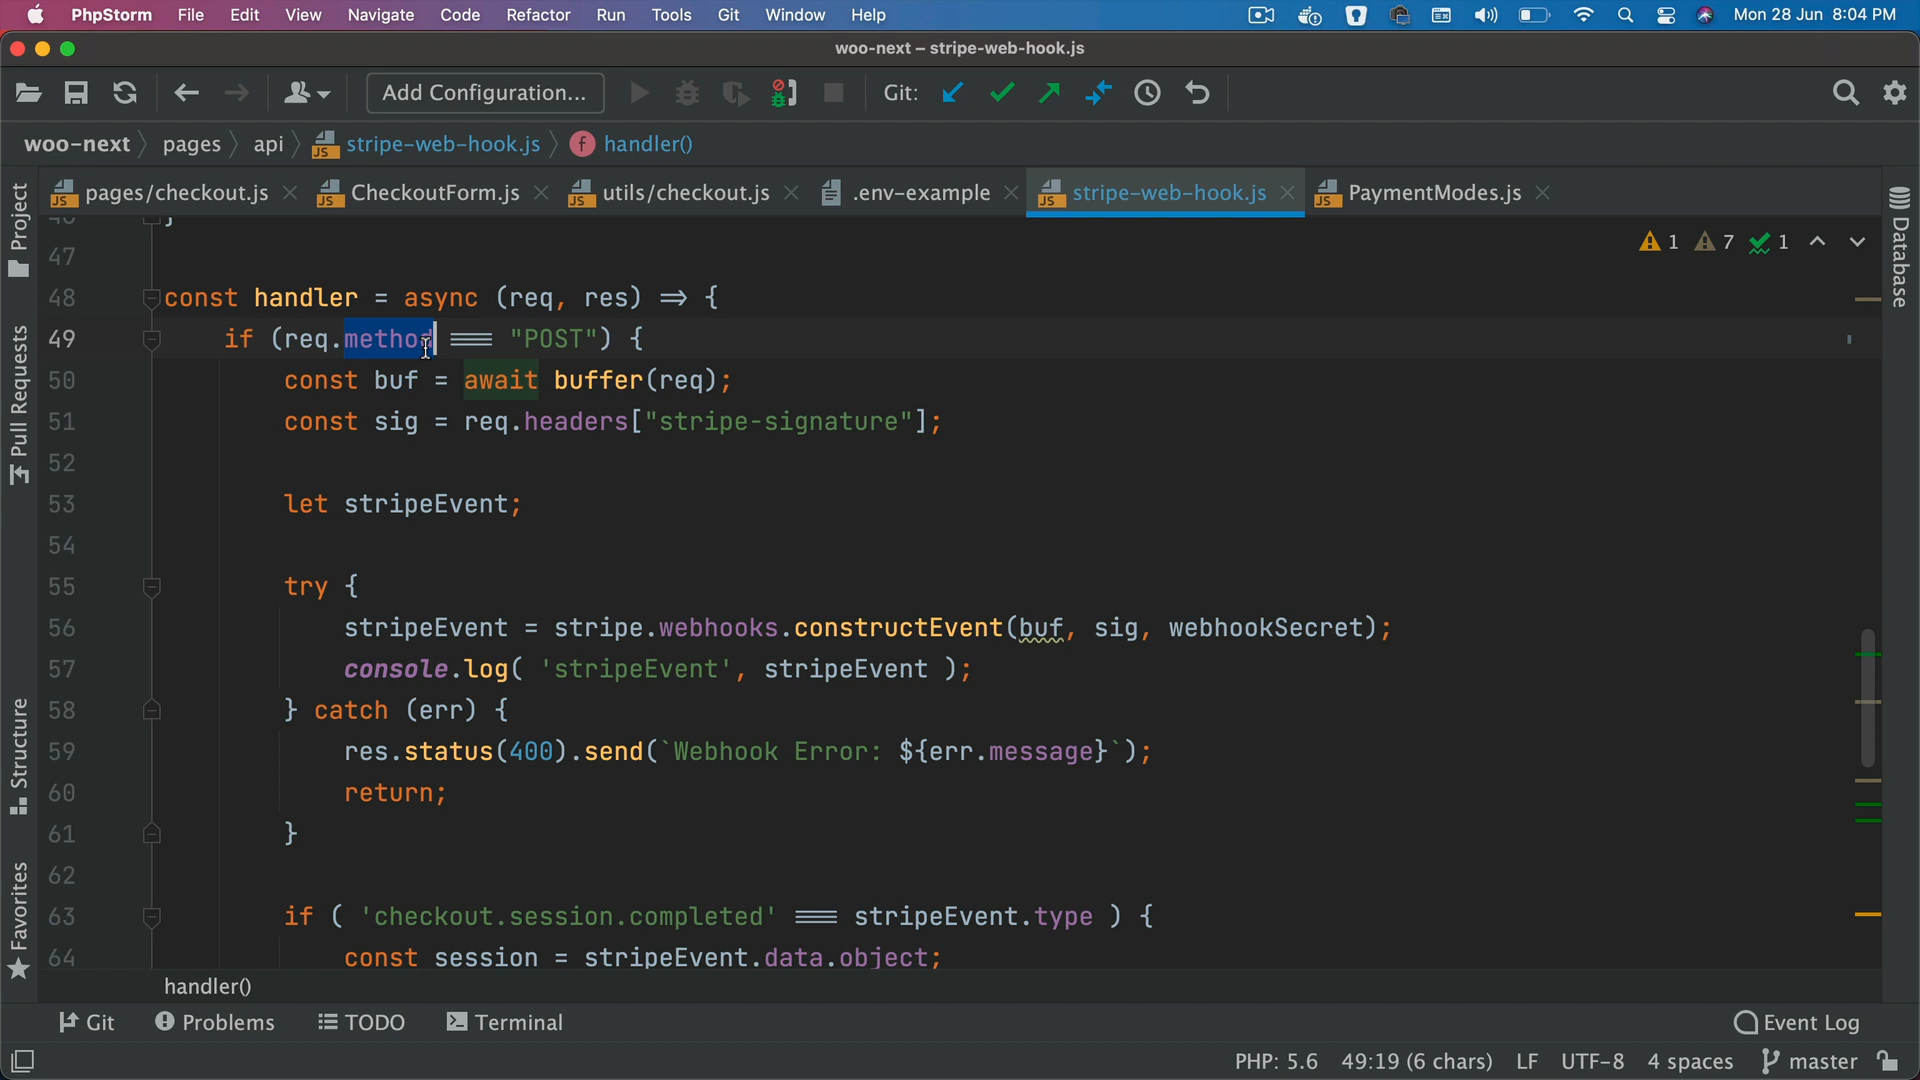 PhpStorm File Edit View Navigate Code Refactor Run Tools Git Window Help Mon 28 Jun 8:04 PM
woo-next – stripe-web-hook.js
Add Configuration... Git:
woo-next pages api stripe-web-hook.js f handler()
pages/checkout.js CheckoutForm.js utils/checkout.js .env-example stripe-web-hook.js PaymentModes.js
Project
Pull Requests
Structure
Favorites
Database
1 7 1
46 }
47
48 const handler = async (req, res) => {
49 if (req.method === "POST") {
50 const buf = await buffer(req);
51 const sig = req.headers["stripe-signature"];
52
53 let stripeEvent;
54
55 try {
56 stripeEvent = stripe.webhooks.constructEvent(buf, sig, webhookSecret);
57 console.log( 'stripeEvent', stripeEvent );
58 } catch (err) {
59 res.status(400).send(`Webhook Error: ${err.message}`);
60 return;
61 }
62
63 if ( 'checkout.session.completed' === stripeEvent.type ) {
64 const session = stripeEvent.data.object;
handler()
Git Problems TODO Terminal Event Log
PHP: 5.6 49:19 (6 chars) LF UTF-8 4 spaces master